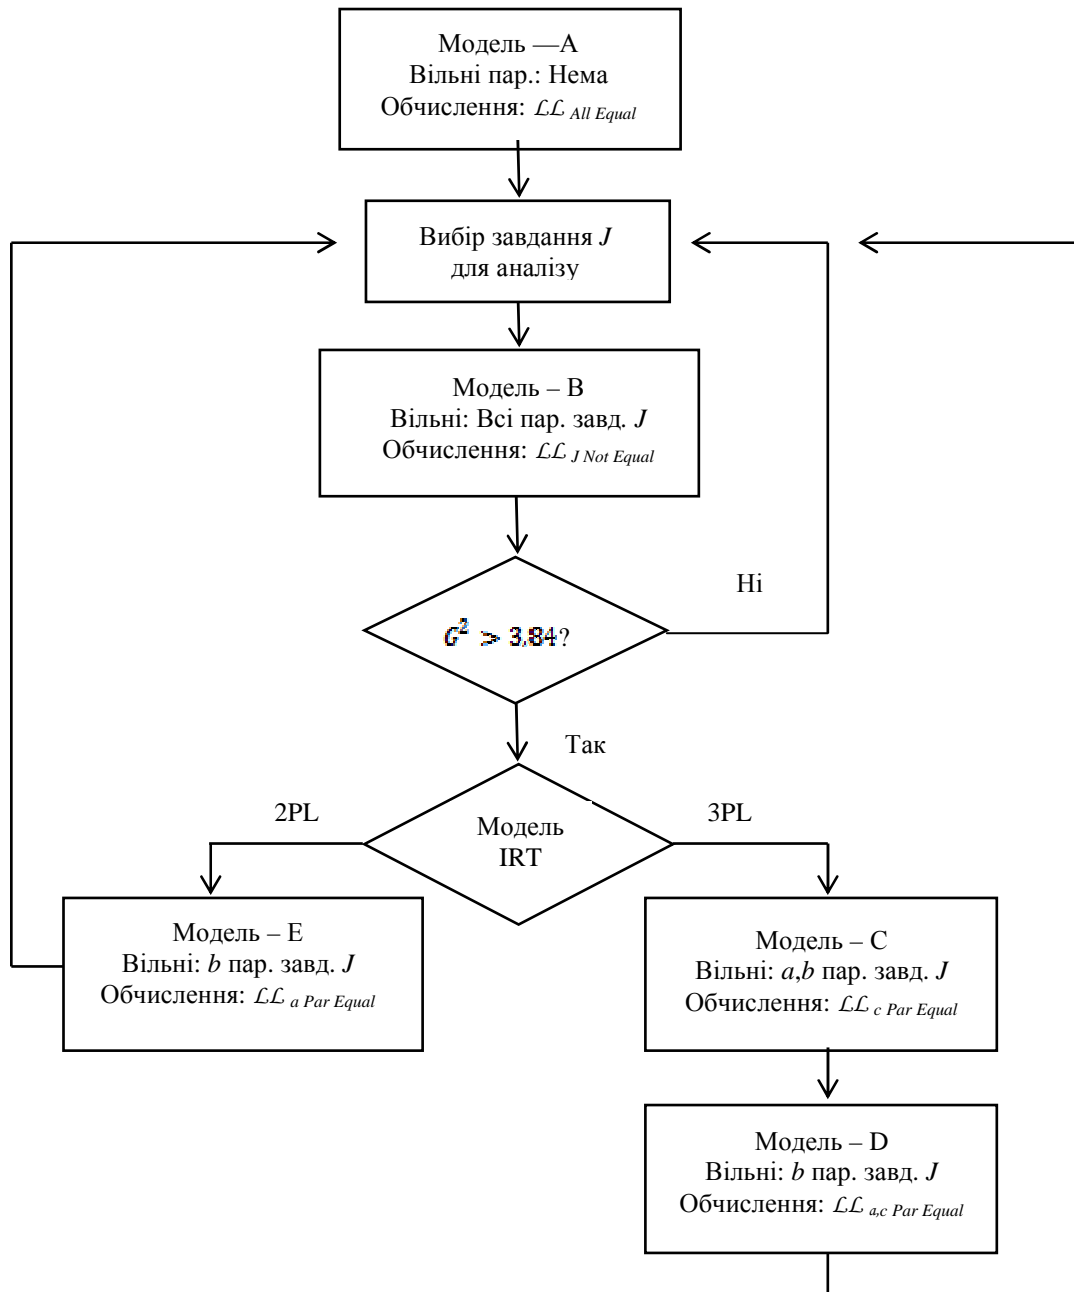 Модель —А
Вільні пар.: Нема
Обчислення: ℒℒ All Equal
Вибір завдання J
для аналізу
Модель – В
Вільні: Всі пар. завд. J
Обчислення: ℒℒ J Not Equal
G² > 3.84?
Ні
Так
2PL
Модель
IRT
3PL
Модель – Е
Вільні: b пар. завд. J
Обчислення: ℒℒ a Par Equal
Модель – С
Вільні: a,b пар. завд. J
Обчислення: ℒℒ c Par Equal
Модель – D
Вільні: b пар. завд. J
Обчислення: ℒℒ a,c Par Equal